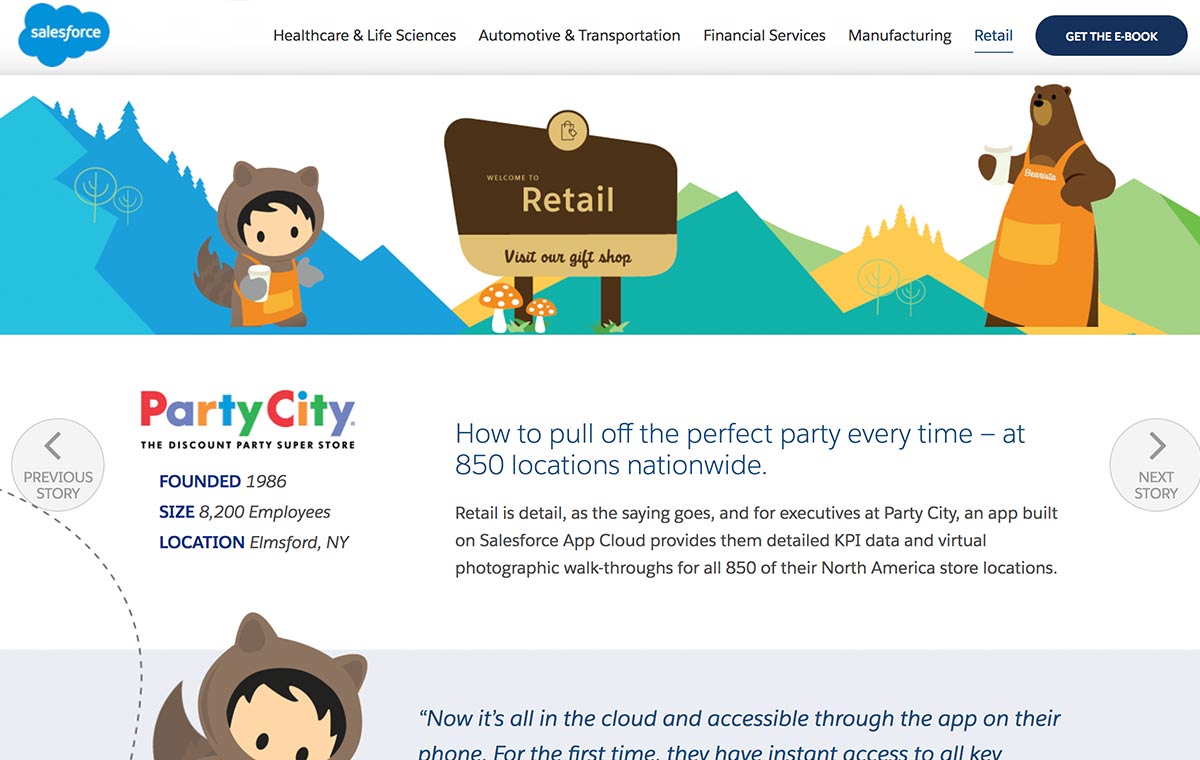 salesforce
Healthcare & Life Sciences Automotive & Transportation Financial Services Manufacturing Retail GET THE E-BOOK
WELCOME TO
Retail
Visit our gift shop
Bearista
Party City
THE DISCOUNT PARTY SUPER STORE
FOUNDED 1986
SIZE 8,200 Employees
LOCATION Elmsford, NY
PREVIOUS
STORY
How to pull off the perfect party every time – at
850 locations nationwide.
Retail is detail, as the saying goes, and for executives at Party City, an app built
on Salesforce App Cloud provides them detailed KPI data and virtual
photographic walk-throughs for all 850 of their North America store locations.
NEXT
STORY
“Now it’s all in the cloud and accessible through the app on their
phone. For the first time, they have instant access to all key